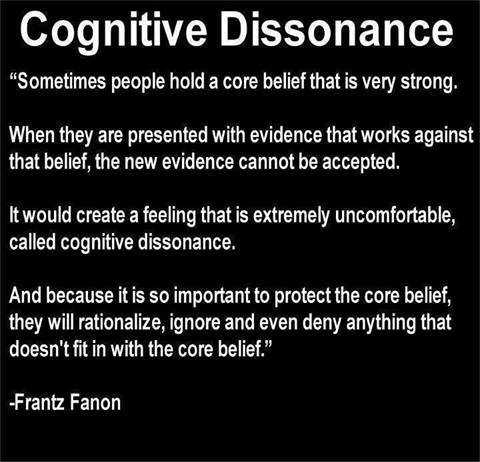 Cognitive Dissonance
“Sometimes people hold a core belief that is very strong.
When they are presented with evidence that works against
that belief, the new evidence cannot be accepted.
It would create a feeling that is extremely uncomfortable,
called cognitive dissonance.
And because it is so important to protect the core belief,
they will rationalize, ignore and even deny anything that
doesn't fit in with the core belief.”
-Frantz Fanon